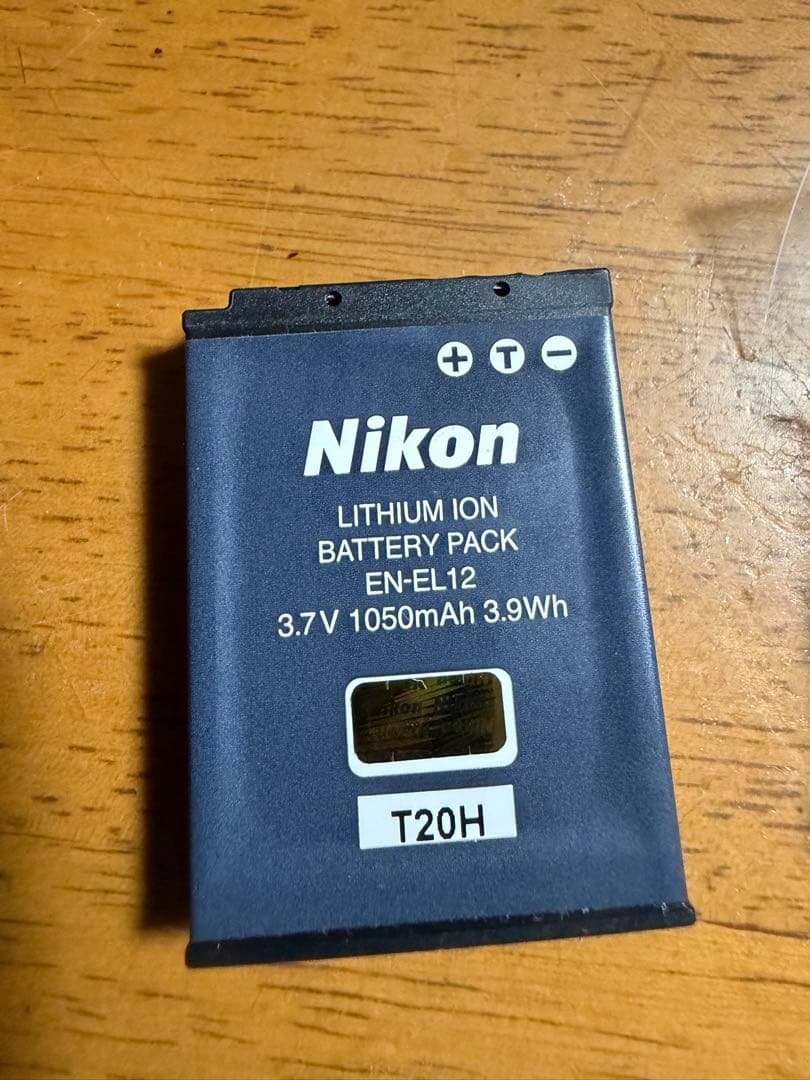 + T −
Nikon
LITHIUM ION
BATTERY PACK
EN-EL12
3.7V 1050mAh 3.9Wh
T20H